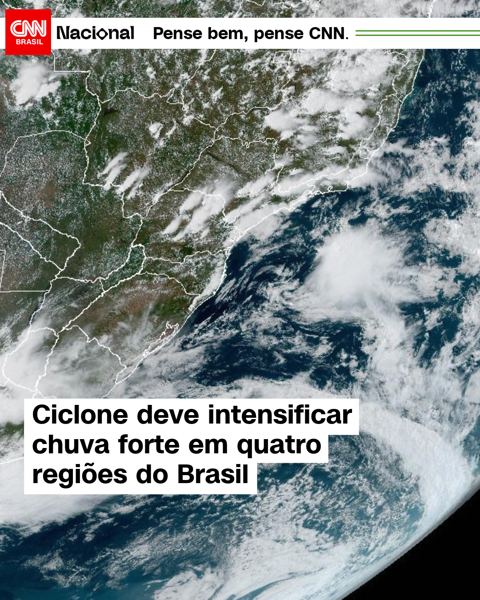 CNN
BRASIL
Nacional
Pense bem, pense CNN.
Ciclone deve intensificar
chuva forte em quatro
regiões do Brasil